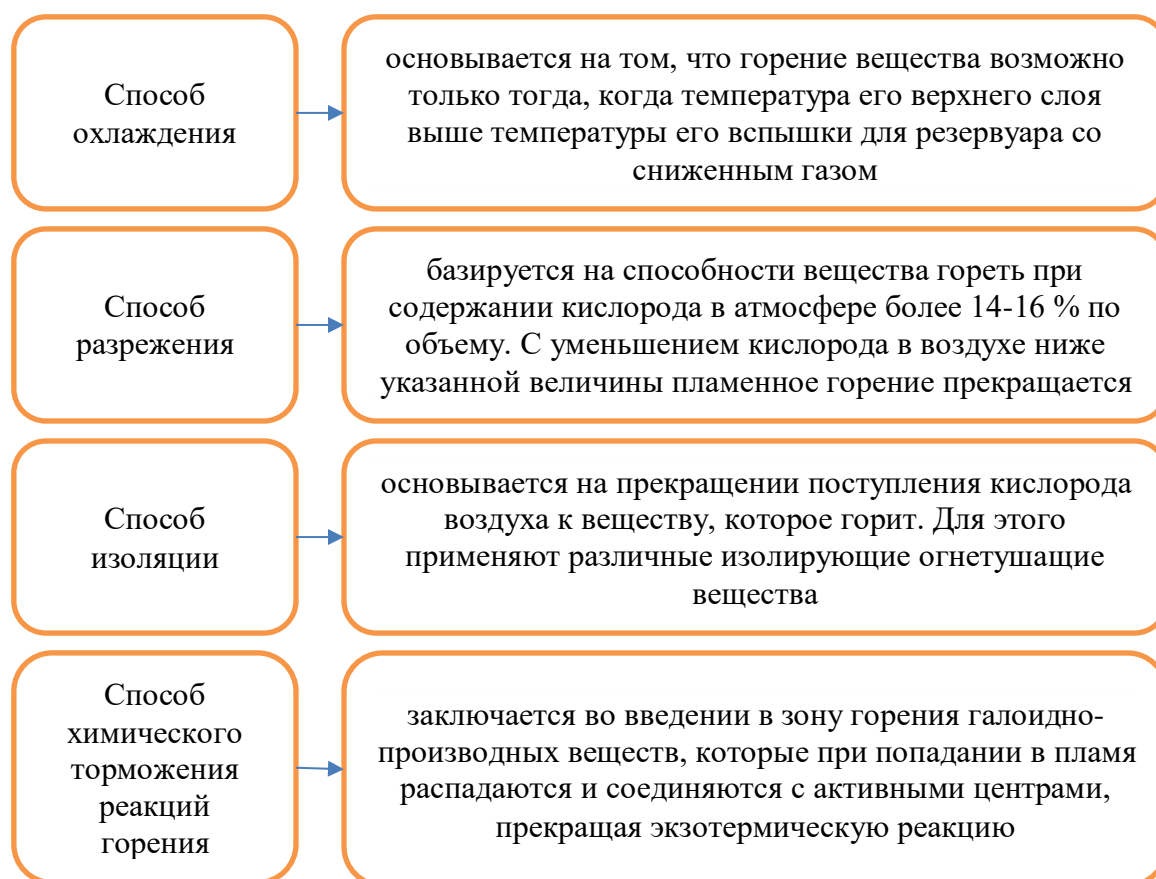 Способ
охлаждения
основывается на том, что горение вещества возможно
только тогда, когда температура его верхнего слоя
выше температуры его вспышки для резервуара со
сниженным газом
Способ
разрежения
базируется на способности вещества гореть при
содержании кислорода в атмосфере более 14-16 % по
объему. С уменьшением кислорода в воздухе ниже
указанной величины пламенное горение прекращается
Способ
изоляции
основывается на прекращении поступления кислорода
воздуха к веществу, которое горит. Для этого
применяют различные изолирующие огнетушащие
вещества
Способ
химического
торможения
реакций
горения
заключается во введении в зону горения галоидно-
производных веществ, которые при попадании в пламя
распадаются и соединяются с активными центрами,
прекращая экзотермическую реакцию